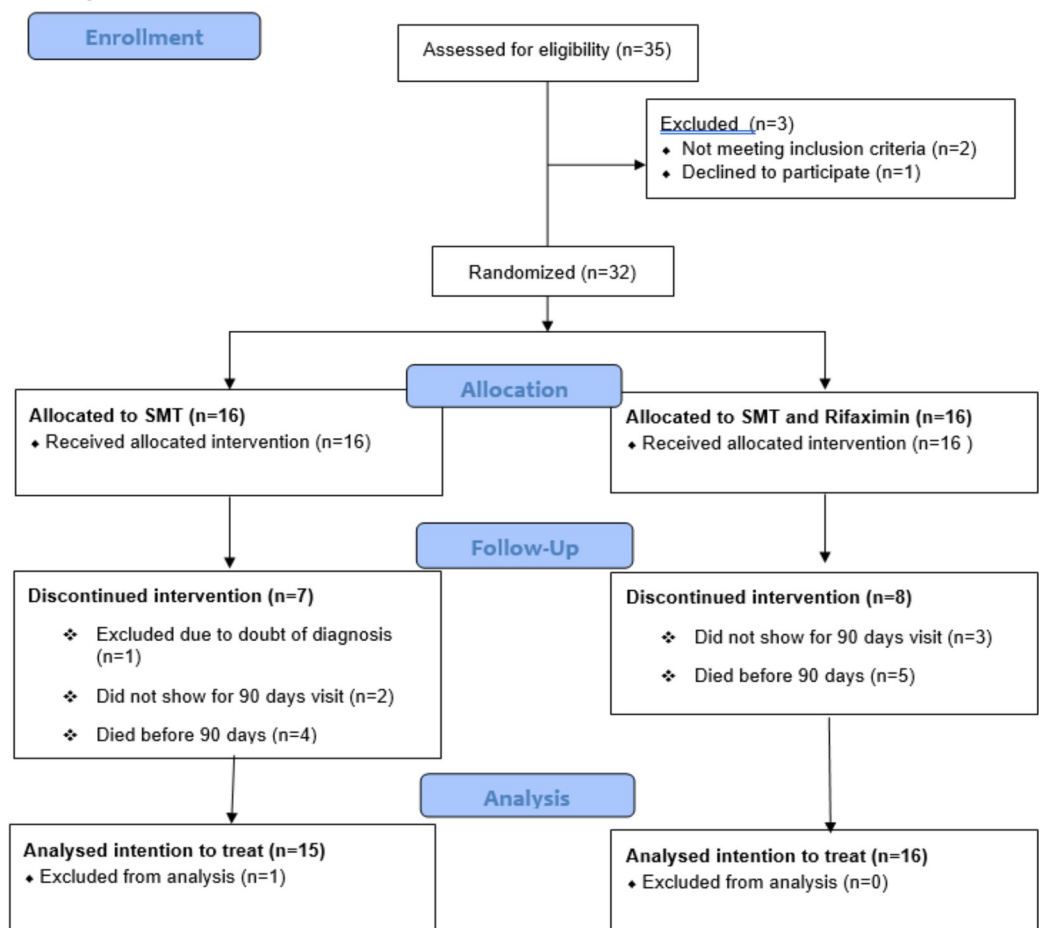 Enrollment
Assessed for eligibility (n=35)
Excluded (n=3)
⬥ Not meeting inclusion criteria (n=2)
⬥ Declined to participate (n=1)
Randomized (n=32)
Allocation
Allocated to SMT (n=16)
⬥ Received allocated intervention (n=16)
Allocated to SMT and Rifaximin (n=16)
⬥ Received allocated intervention (n=16 )
Follow-Up
Discontinued intervention (n=7)
❖ Excluded due to doubt of diagnosis
(n=1)
❖ Did not show for 90 days visit (n=2)
❖ Died before 90 days (n=4)
Discontinued intervention (n=8)
❖ Did not show for 90 days visit (n=3)
❖ Died before 90 days (n=5)
Analysis
Analysed intention to treat (n=15)
⬥ Excluded from analysis (n=1)
Analysed intention to treat (n=16)
⬥ Excluded from analysis (n=0)